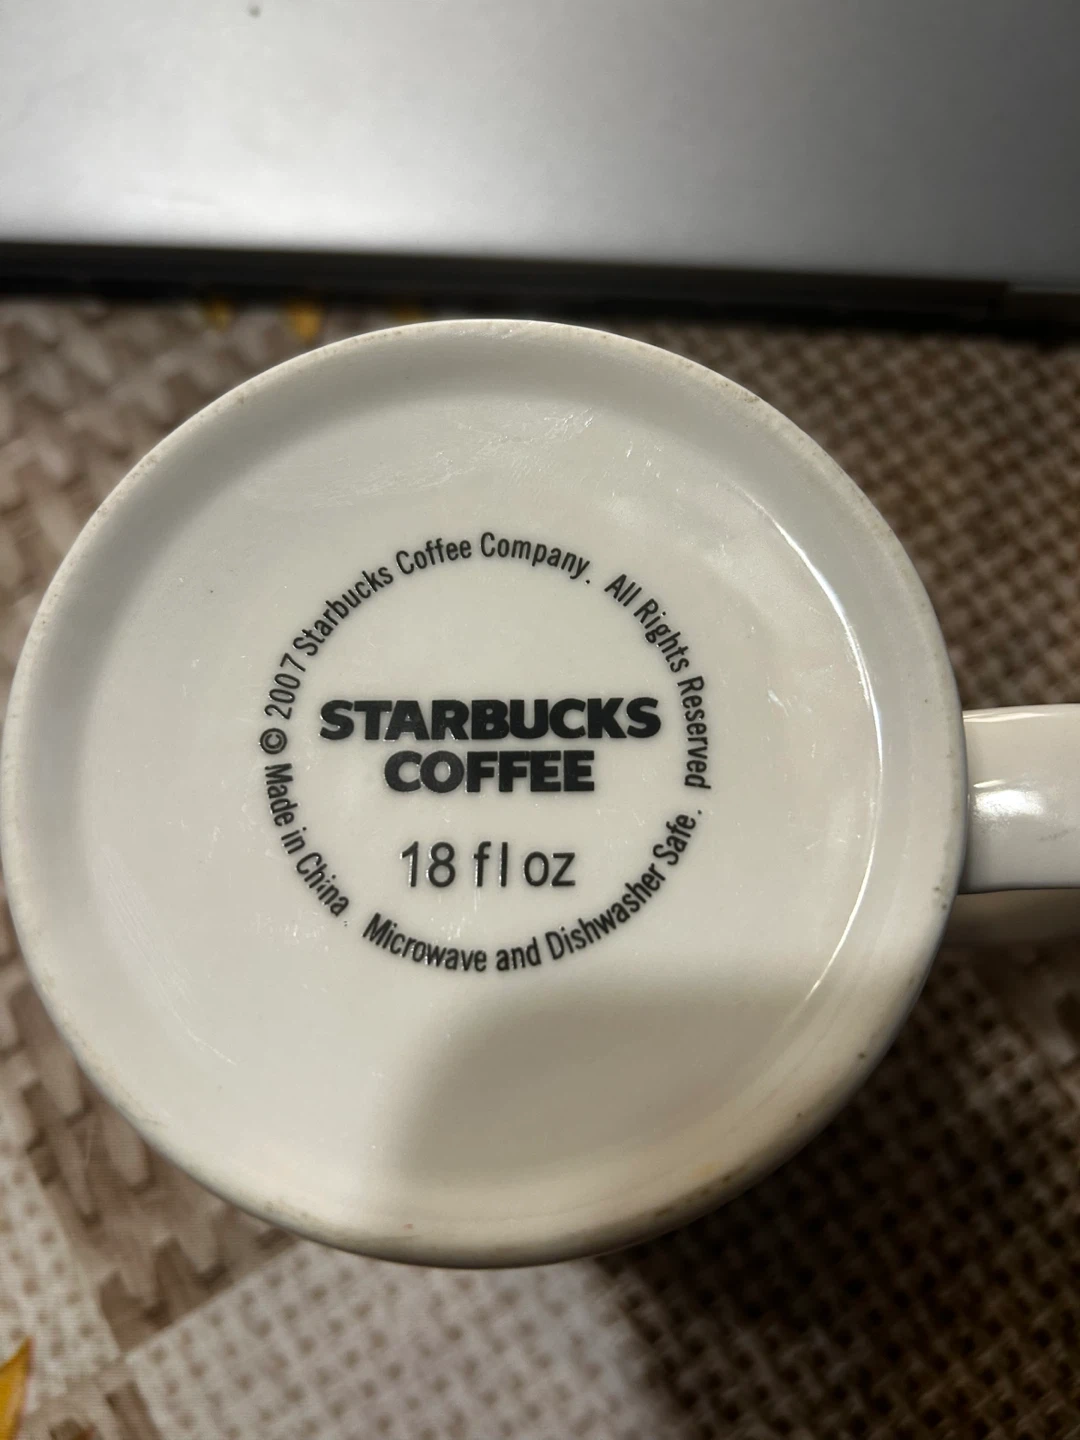 © 2007 Starbucks Coffee Company. All Rights Reserved
STARBUCKS
COFFEE
18 fl oz
Made in China
Microwave and Dishwasher Safe.